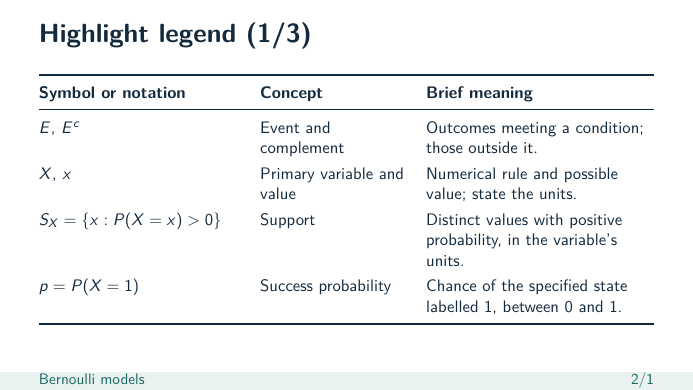 Highlight legend (1/3)
Symbol or notation Concept Brief meaning
E, Eᶜ Event and complement Outcomes meeting a condition; those outside it.
X, x Primary variable and value Numerical rule and possible value; state the units.
S_X = {x : P(X = x) > 0} Support Distinct values with positive probability, in the variable's units.
p = P(X = 1) Success probability Chance of the specified state labelled 1, between 0 and 1.
Bernoulli models 2/1